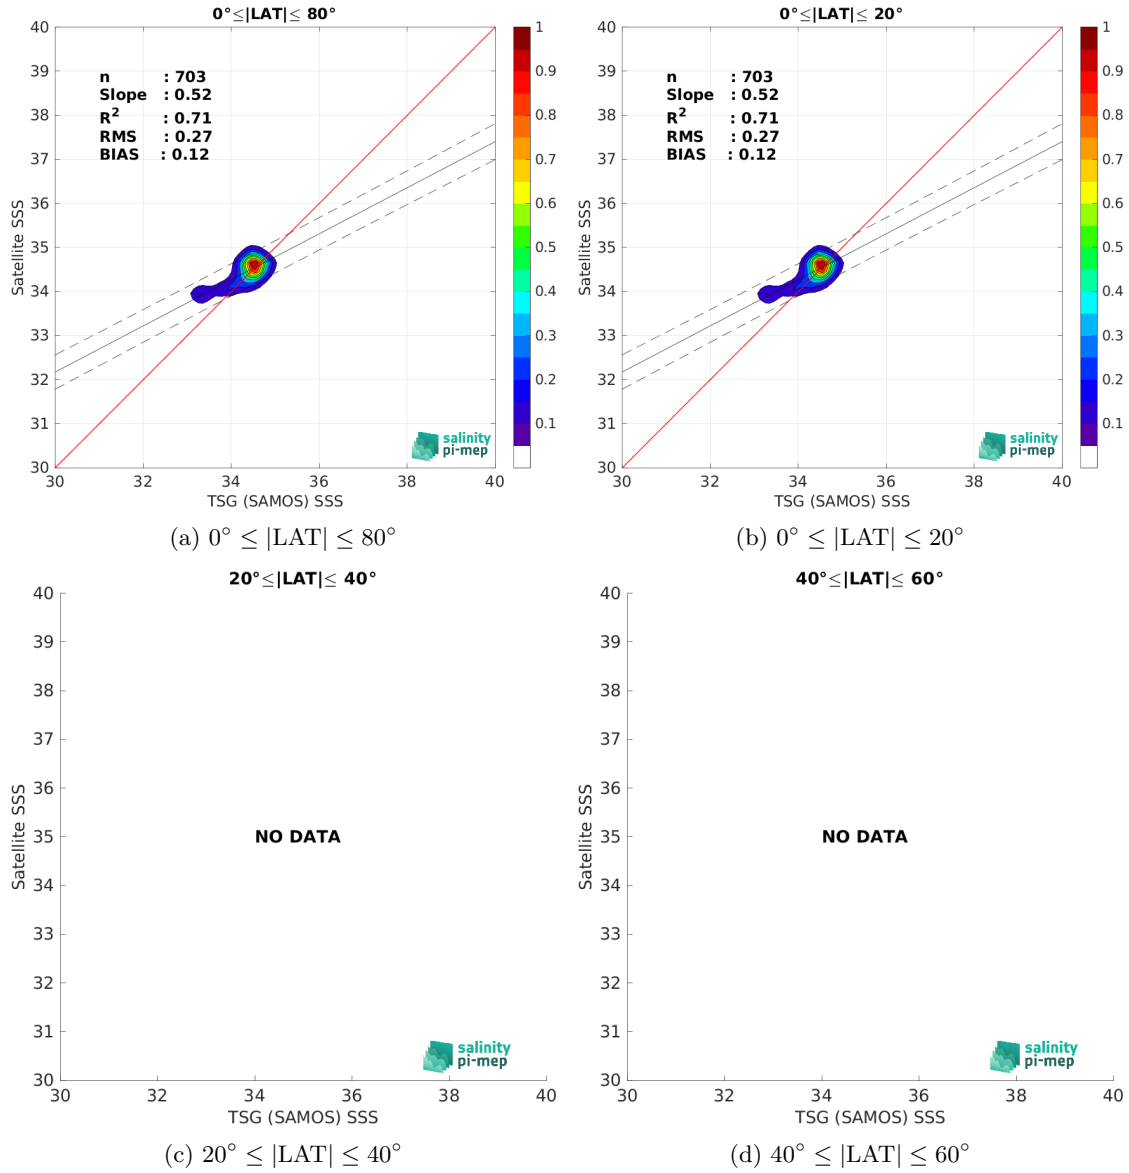 0°≤|LAT|≤ 80°
40
39
38
37
36
35
34
33
32
31
30
Satellite SSS
n : 703
Slope : 0.52
R² : 0.71
RMS : 0.27
BIAS : 0.12
salinity
pi-mep
30 32 34 36 38 40
TSG (SAMOS) SSS
1
0.9
0.8
0.7
0.6
0.5
0.4
0.3
0.2
0.1
(a) 0° ≤ |LAT| ≤ 80°
0°≤|LAT|≤ 20°
40
39
38
37
36
35
34
33
32
31
30
Satellite SSS
n : 703
Slope : 0.52
R² : 0.71
RMS : 0.27
BIAS : 0.12
salinity
pi-mep
30 32 34 36 38 40
TSG (SAMOS) SSS
1
0.9
0.8
0.7
0.6
0.5
0.4
0.3
0.2
0.1
(b) 0° ≤ |LAT| ≤ 20°
20°≤|LAT|≤ 40°
40
39
38
37
36
35
34
33
32
31
30
Satellite SSS
NO DATA
salinity
pi-mep
30 32 34 36 38 40
TSG (SAMOS) SSS
(c) 20° ≤ |LAT| ≤ 40°
40°≤|LAT|≤ 60°
40
39
38
37
36
35
34
33
32
31
30
Satellite SSS
NO DATA
salinity
pi-mep
30 32 34 36 38 40
TSG (SAMOS) SSS
(d) 40° ≤ |LAT| ≤ 60°